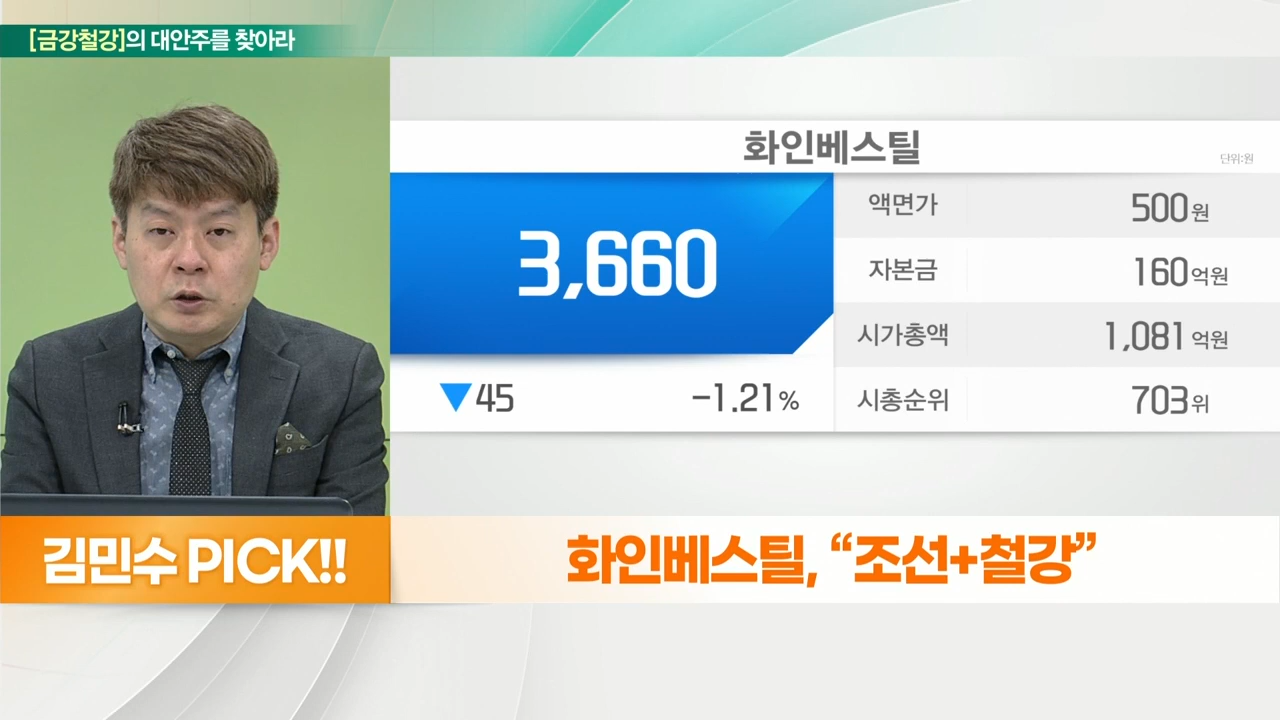 [금강철강]의 대안주를 찾아라
화인베스틸
단위:원
3,660
▼45 -1.21%
액면가 500원
자본금 160억원
시가총액 1,081억원
시총순위 703위
김민수 PICK!!
화인베스틸, “조선+철강”